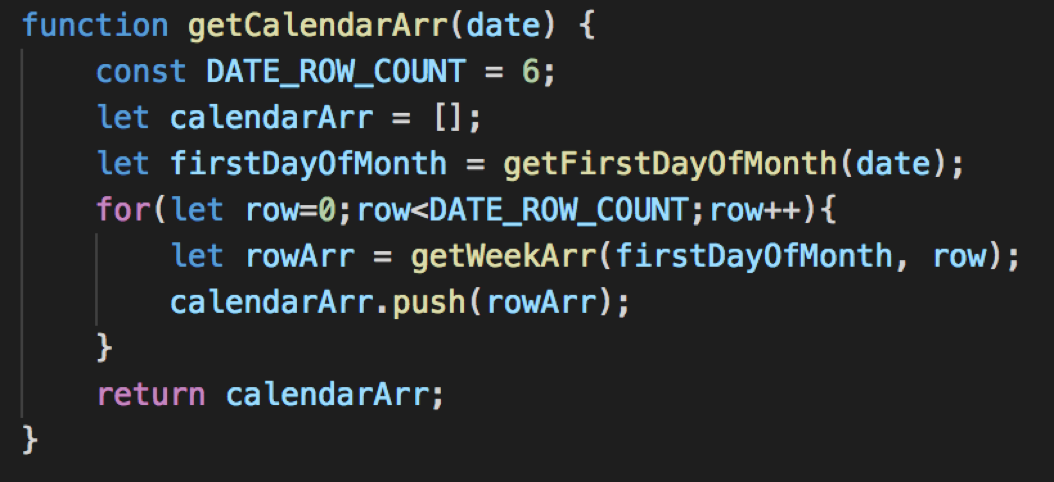 function getCalendarArr(date) {
    const DATE_ROW_COUNT = 6;
    let calendarArr = [];
    let firstDayOfMonth = getFirstDayOfMonth(date);
    for(let row=0;row<DATE_ROW_COUNT;row++){
        let rowArr = getWeekArr(firstDayOfMonth, row);
        calendarArr.push(rowArr);
    }
    return calendarArr;
}